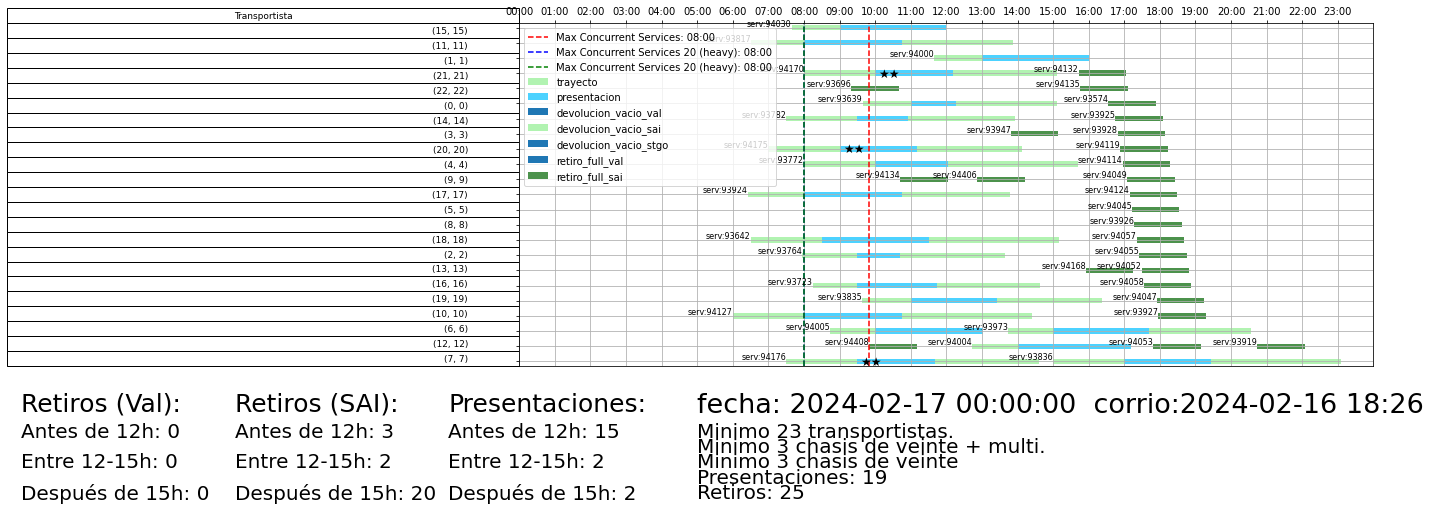 Transportista
00:00 01:00 02:00 03:00 04:00 05:00 06:00 07:00 08:00 09:00 10:00 11:00 12:00 13:00 14:00 15:00 16:00 17:00 18:00 19:00 20:00 21:00 22:00 23:00
(15, 15) serv:94030
(11, 11) serv:93817
(1, 1) serv:94000
(21, 21) serv:94170 serv:94132
(22, 22) serv:93696 serv:94135
(0, 0) serv:93639 serv:93574
(14, 14) serv:93782 serv:93925
(3, 3) serv:93947 serv:93928
(20, 20) serv:94175 serv:94119
(4, 4) serv:93772 serv:94114
(9, 9) serv:94134 serv:94406 serv:94049
(17, 17) serv:93924 serv:94124
(5, 5) serv:94045
(8, 8) serv:93926
(18, 18) serv:93642 serv:94057
(2, 2) serv:93764 serv:94055
(13, 13) serv:94168 serv:94052
(16, 16) serv:93723 serv:94058
(19, 19) serv:93835 serv:94047
(10, 10) serv:94127 serv:93927
(6, 6) serv:94005 serv:93973
(12, 12) serv:94408 serv:94004 serv:94053 serv:93919
(7, 7) serv:94176 serv:93836
Max Concurrent Services: 08:00
Max Concurrent Services 20 (heavy): 08:00
Max Concurrent Services 20 (heavy): 08:00
trayecto
presentacion
devolucion_vacio_val
devolucion_vacio_sai
devolucion_vacio_stgo
retiro_full_val
retiro_full_sai
Retiros (Val):
Antes de 12h: 0
Entre 12-15h: 0
Después de 15h: 0
Retiros (SAI):
Antes de 12h: 3
Entre 12-15h: 2
Después de 15h: 20
Presentaciones:
Antes de 12h: 15
Entre 12-15h: 2
Después de 15h: 2
fecha: 2024-02-17 00:00:00 corrio:2024-02-16 18:26
Minimo 23 transportistas.
Minimo 3 chasis de veinte + multi.
Minimo 3 chasis de veinte
Presentaciones: 19
Retiros: 25